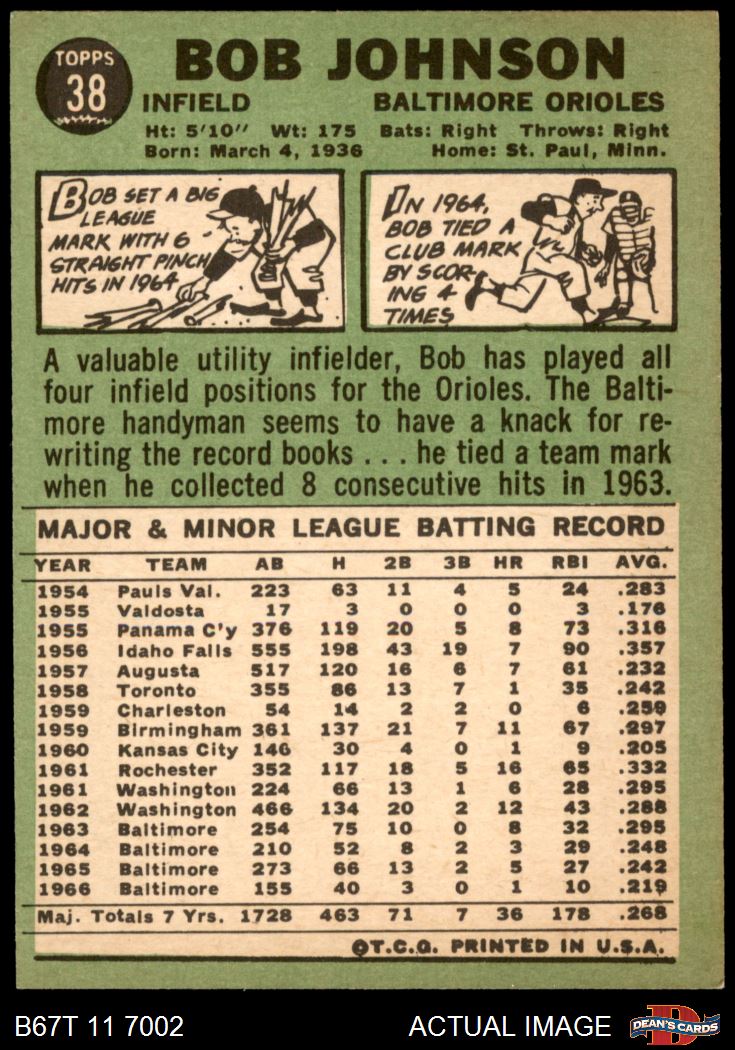 TOPPS
38
BOB JOHNSON
INFIELD BALTIMORE ORIOLES
Ht: 5'10" Wt: 175 Bats: Right Throws: Right
Born: March 4, 1936 Home: St. Paul, Minn.
BOB SET A BIG
LEAGUE
MARK WITH 6
STRAIGHT PINCH
HITS IN 1964
IN 1964,
BOB TIED A
CLUB MARK
BY SCOR-
ING 4
TIMES
A valuable utility infielder, Bob has played all
four infield positions for the Orioles. The Balti-
more handyman seems to have a knack for re-
writing the record books . . . he tied a team mark
when he collected 8 consecutive hits in 1963.
MAJOR & MINOR LEAGUE BATTING RECORD
YEAR TEAM AB H 2B 3B HR RBI AVG.
1954 Pauls Val. 223 63 11 4 5 24 .283
1955 Valdosta 17 3 0 0 0 3 .176
1955 Panama C'y 376 119 20 5 8 73 .316
1956 Idaho Falls 555 198 43 19 7 90 .357
1957 Augusta 517 120 16 6 7 61 .232
1958 Toronto 355 86 13 7 1 35 .242
1959 Charleston 54 14 2 2 0 6 .259
1959 Birmingham 361 137 21 7 11 67 .297
1960 Kansas City 146 30 4 0 1 9 .205
1961 Rochester 352 117 18 5 16 65 .332
1961 Washington 224 66 13 1 6 28 .295
1962 Washington 466 134 20 2 12 43 .288
1963 Baltimore 254 75 10 0 8 32 .295
1964 Baltimore 210 52 8 2 3 29 .248
1965 Baltimore 273 66 13 2 5 27 .242
1966 Baltimore 155 40 3 0 1 10 .219
Maj. Totals 7 Yrs. 1728 463 71 7 36 178 .268
©T.C.G. PRINTED IN U.S.A.
B67T 11 7002 ACTUAL IMAGE DEAN'S CARDS